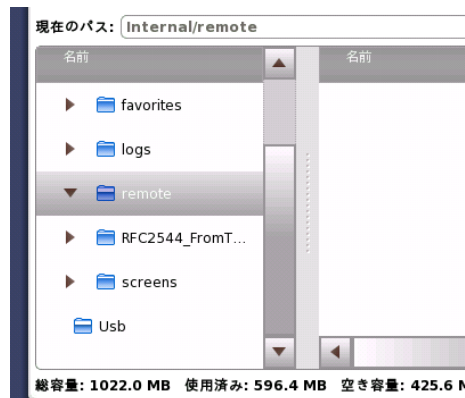 現在のパス: Internal/remote
名前 名前
favorites
logs
remote
RFC2544_FromT...
screens
Usb
総容量: 1022.0 MB 使用済み: 596.4 MB 空き容量: 425.6